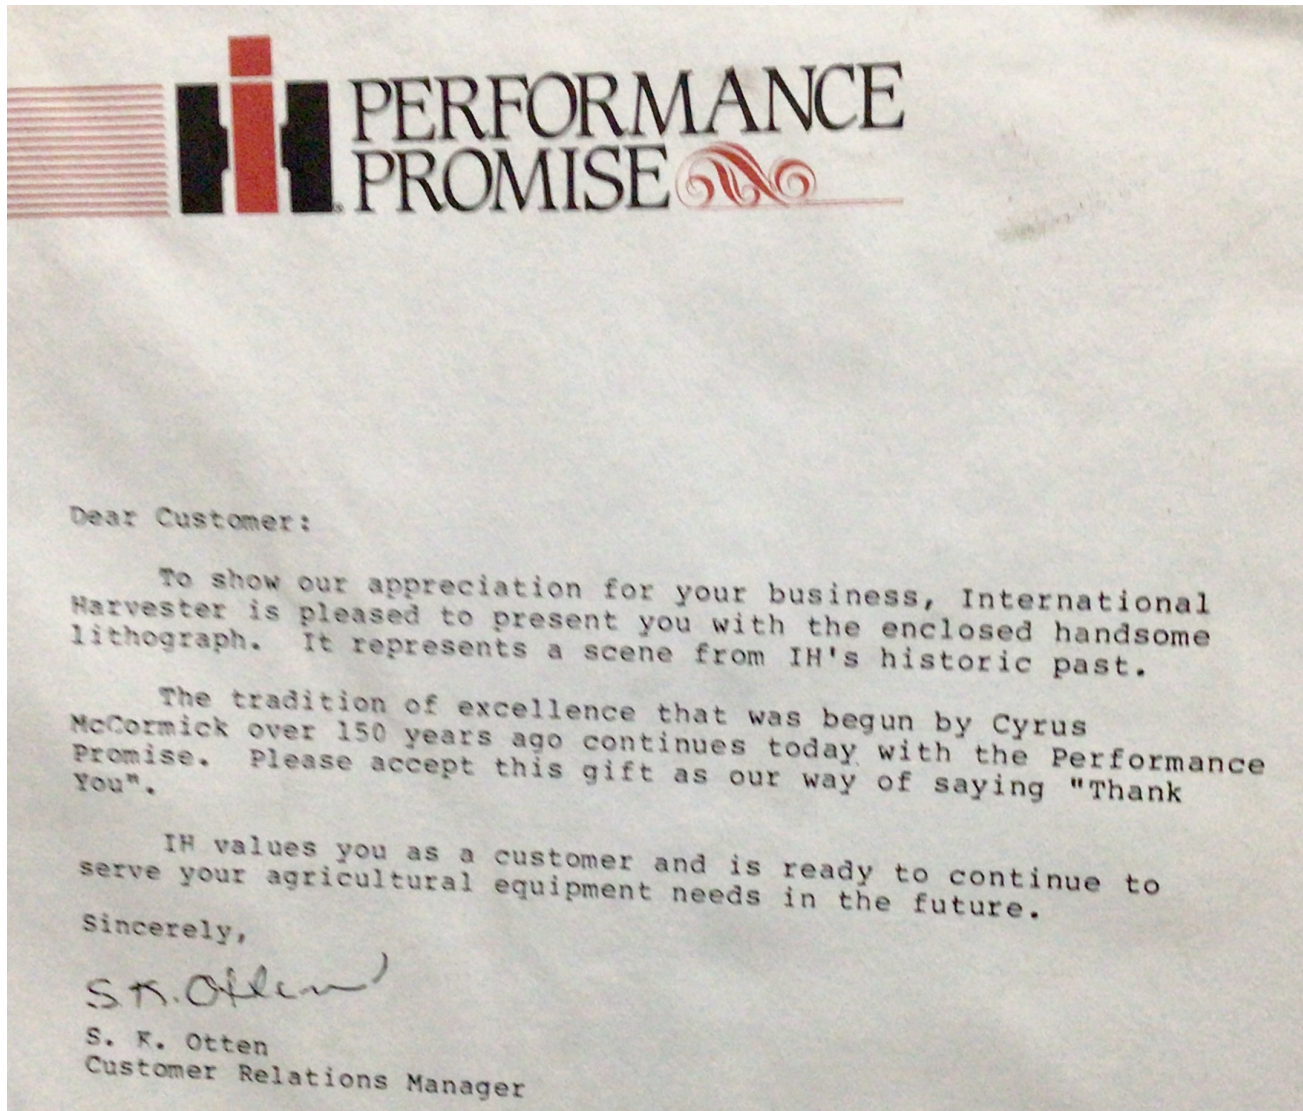 IH® PERFORMANCE
PROMISE
Dear Customer:
To show our appreciation for your business, International
Harvester is pleased to present you with the enclosed handsome
lithograph. It represents a scene from IH's historic past.
The tradition of excellence that was begun by Cyrus
McCormick over 150 years ago continues today with the Performance
Promise. Please accept this gift as our way of saying "Thank
You".
IH values you as a customer and is ready to continue to
serve your agricultural equipment needs in the future.
Sincerely,
S. K. Otten
S. K. Otten
Customer Relations Manager